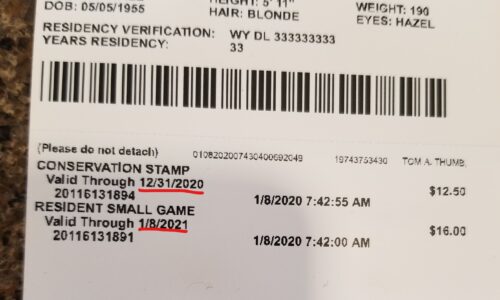 DOB: 05/05/1955 HEIGHT: 5' 11" WEIGHT: 190
HAIR: BLONDE EYES: HAZEL
RESIDENCY VERIFICATION: WY DL 333333333
YEARS RESIDENCY: 33
(Please do not detach) 0108202007430400692049 19743753430 TOM A. THUMB
CONSERVATION STAMP
Valid Through 12/31/2020 $12.50
20116131894 1/8/2020 7:42:55 AM
RESIDENT SMALL GAME
Valid Through 1/8/2021 $16.00
20116131891 1/8/2020 7:42:00 AM